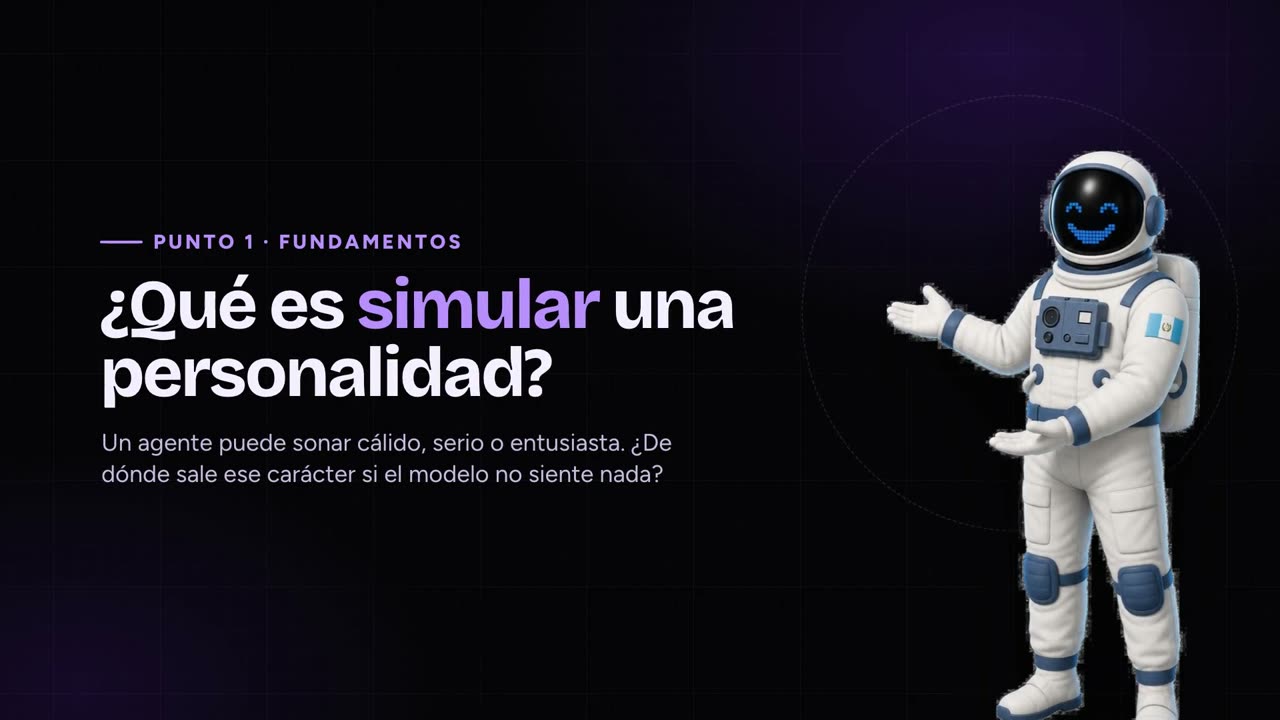 PUNTO 1 · FUNDAMENTOS
¿Qué es simular una
personalidad?
Un agente puede sonar cálido, serio o entusiasta. ¿De
dónde sale ese carácter si el modelo no siente nada?